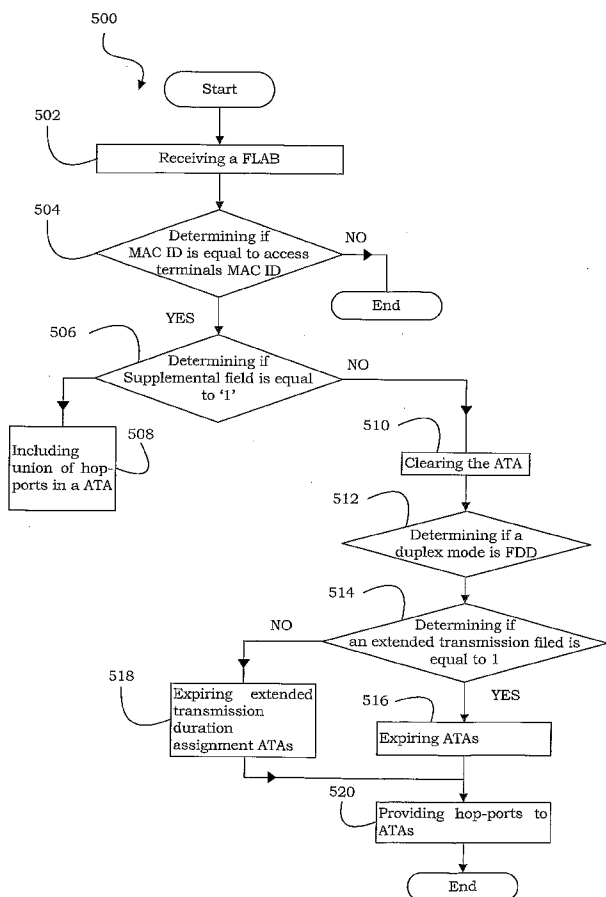 500
Start
502
Receiving a FLAB
504
Determining if
MAC ID is equal to access
terminals MAC ID
NO
End
YES
506
Determining if
Supplemental field is equal
to '1'
NO
508
Including
union of hop-
ports in a ATA
510
Clearing the ATA
512
Determining if a
duplex mode is FDD
514
Determining if
an extended transmission filed is
equal to 1
NO
YES
518
Expiring extended
transmission
duration
assignment ATAs
516
Expiring ATAs
520
Providing hop-ports to
ATAs
End